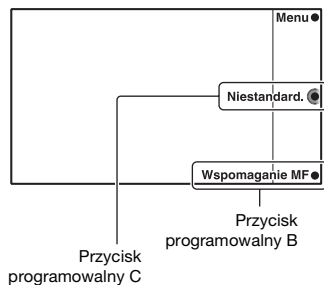 Menu
Niestandard.
Wspomaganie MF
Przycisk
programowalny B
Przycisk
programowalny C